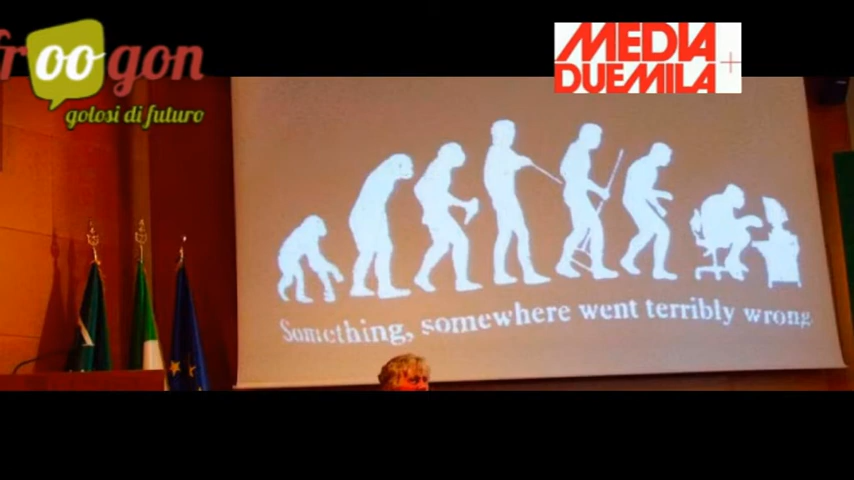 froogon
golosi di futuro
MEDIA
DUEMILA+
Something, somewhere went terribly wrong